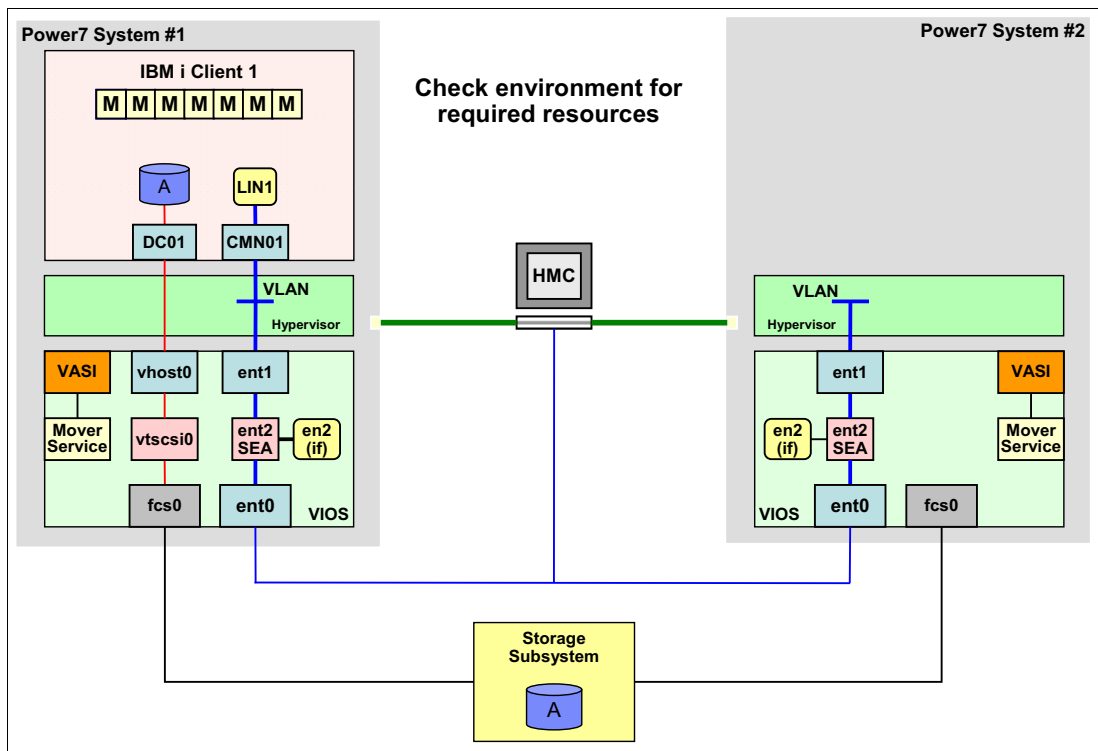 Power7 System #1
Power7 System #2
IBM i Client 1
M M M M M M M
Check environment for
required resources
A
LIN1
DC01
CMN01
HMC
VLAN
Hypervisor
VLAN
Hypervisor
VASI
vhost0
ent1
Mover
Service
vtscsi0
ent2
SEA
en2
(if)
fcs0
ent0
VIOS
ent1
VASI
en2
(if)
ent2
SEA
Mover
Service
VIOS
ent0
fcs0
Storage
Subsystem
A